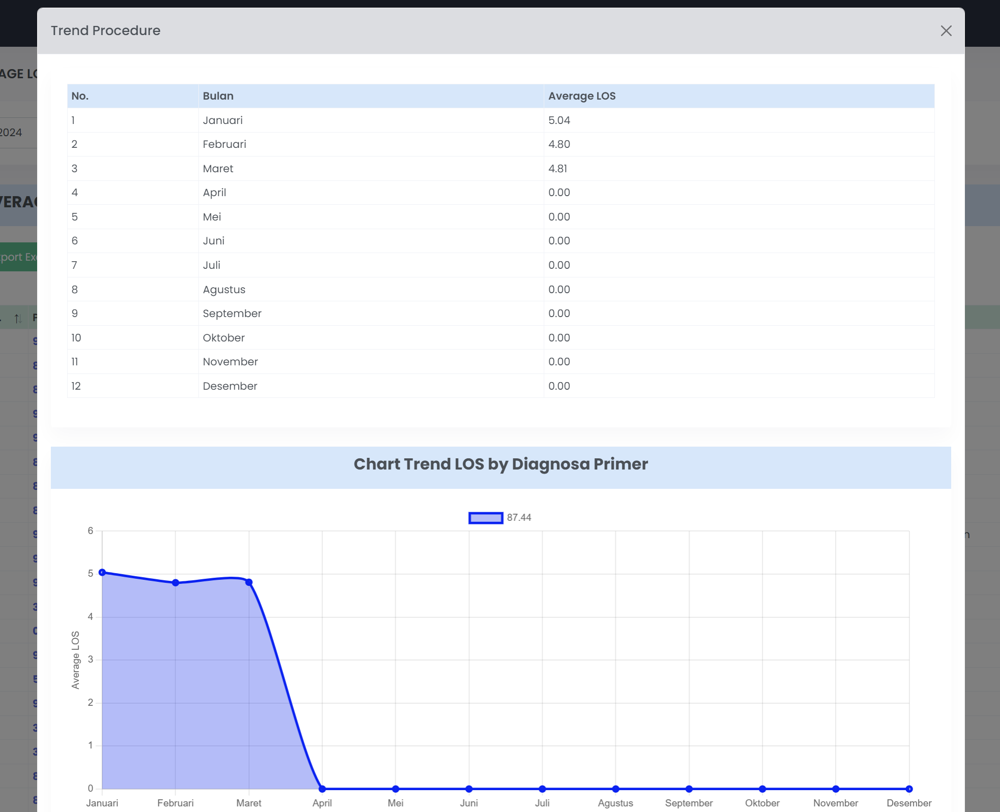 Trend Procedure
AGE LO
2024
No. Bulan Average LOS
1 Januari 5.04
2 Februari 4.80
3 Maret 4.81
4 April 0.00
5 Mei 0.00
6 Juni 0.00
7 Juli 0.00
8 Agustus 0.00
9 September 0.00
10 Oktober 0.00
11 November 0.00
12 Desember 0.00
Chart Trend LOS by Diagnosa Primer
87.44
6
5
4
3
2
1
0
Average LOS
Januari Februari Maret April Mei Juni Juli Agustus September Oktober November Desember